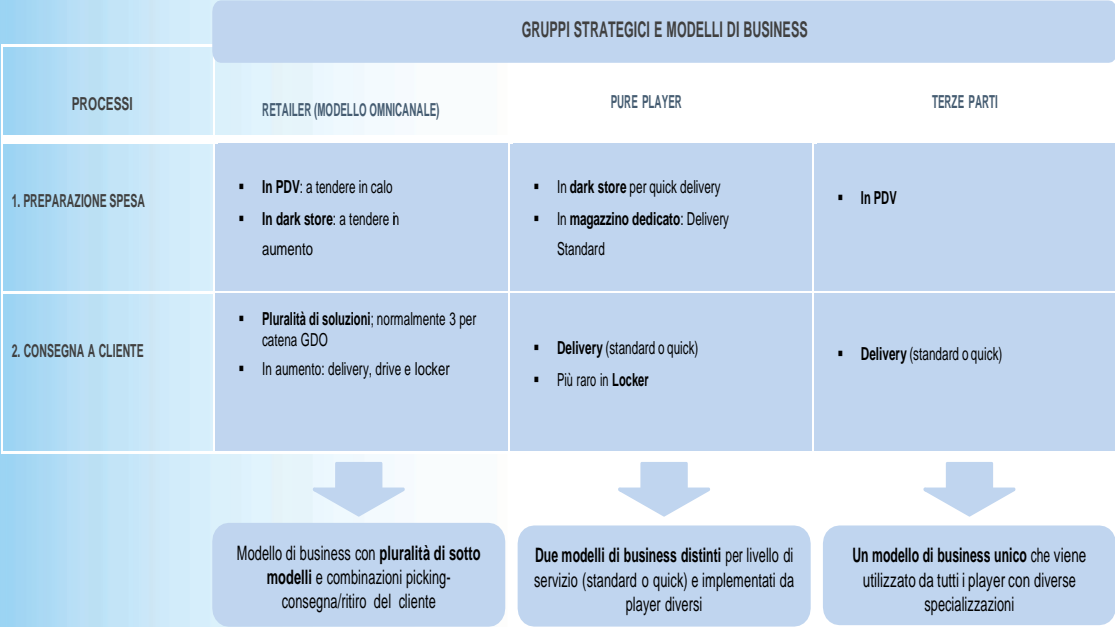 GRUPPI STRATEGICI E MODELLI DI BUSINESS
PROCESSI
RETAILER (MODELLO OMNICANALE)
PURE PLAYER
TERZE PARTI
1. PREPARAZIONE SPESA
▪ In PDV: a tendere in calo
▪ In dark store: a tendere in
aumento
▪ In dark store per quick delivery
▪ In magazzino dedicato: Delivery
Standard
▪ In PDV
2. CONSEGNA A CLIENTE
▪ Pluralità di soluzioni; normalmente 3 per
catena GDO
▪ In aumento: delivery, drive e locker
▪ Delivery (standard o quick)
▪ Più raro in Locker
▪ Delivery (standard o quick)
Modello di business con pluralità di sotto
modelli e combinazioni picking-
consegna/ritiro del cliente
Due modelli di business distinti per livello di
servizio (standard o quick) e implementati da
player diversi
Un modello di business unico che viene
utilizzato da tutti i player con diverse
specializzazioni